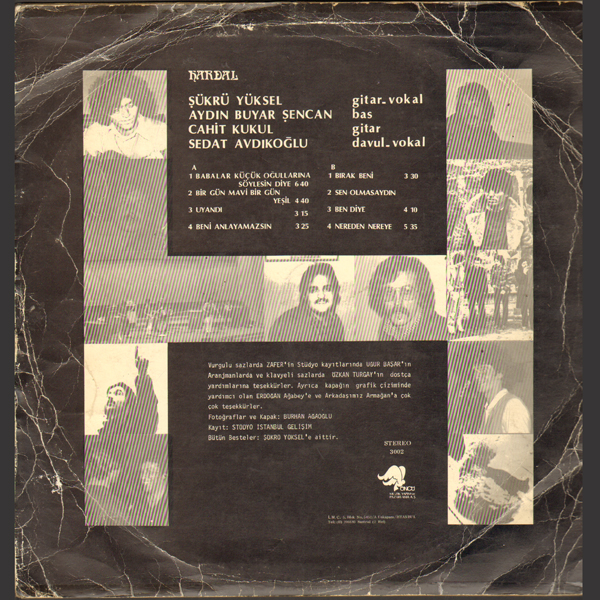 HARDAL
ŞÜKRÜ YÜKSEL gitar_vokal
AYDIN BUYAR ŞENCAN bas
CAHİT KUKUL gitar
SEDAT AVDIKOĞLU davul_vokal
A
1 BABALAR KÜÇÜK OĞULLARINA
SÖYLESİN DİYE 6 40
2 BİR GÜN MAVİ BİR GÜN
YEŞİL 4 40
3 UYANDI
3 15
4 BENİ ANLAYAMAZSIN 3 25
B
1 BIRAK BENİ 3 30
2 SEN OLMASAYDIN
3 BEN DİYE 4 10
4 NEREDEN NEREYE 5 35
Vurgulu sazlarda ZAFER'in Stüdyo kayıtlarında UĞUR BAŞAR'ın
Aranjmanlarda ve klavyeli sazlarda OZKAN TURGAY'ın dostca
yardımlarına teşekkürler. Ayrıca kapağın grafik çiziminde
yardımcı olan ERDOĞAN Ağabey'e ve Arkadaşımız Armağan'a çok
çok teşekkürler.
Fotoğraflar ve Kapak: BURHAN AGAOGLU
Kayıt: STÜDYO İSTANBUL GELİŞİM
Bütün Besteler: ŞÜKRÜ YÜKSEL'e aittir.
STEREO
3002
ÖNCÜ